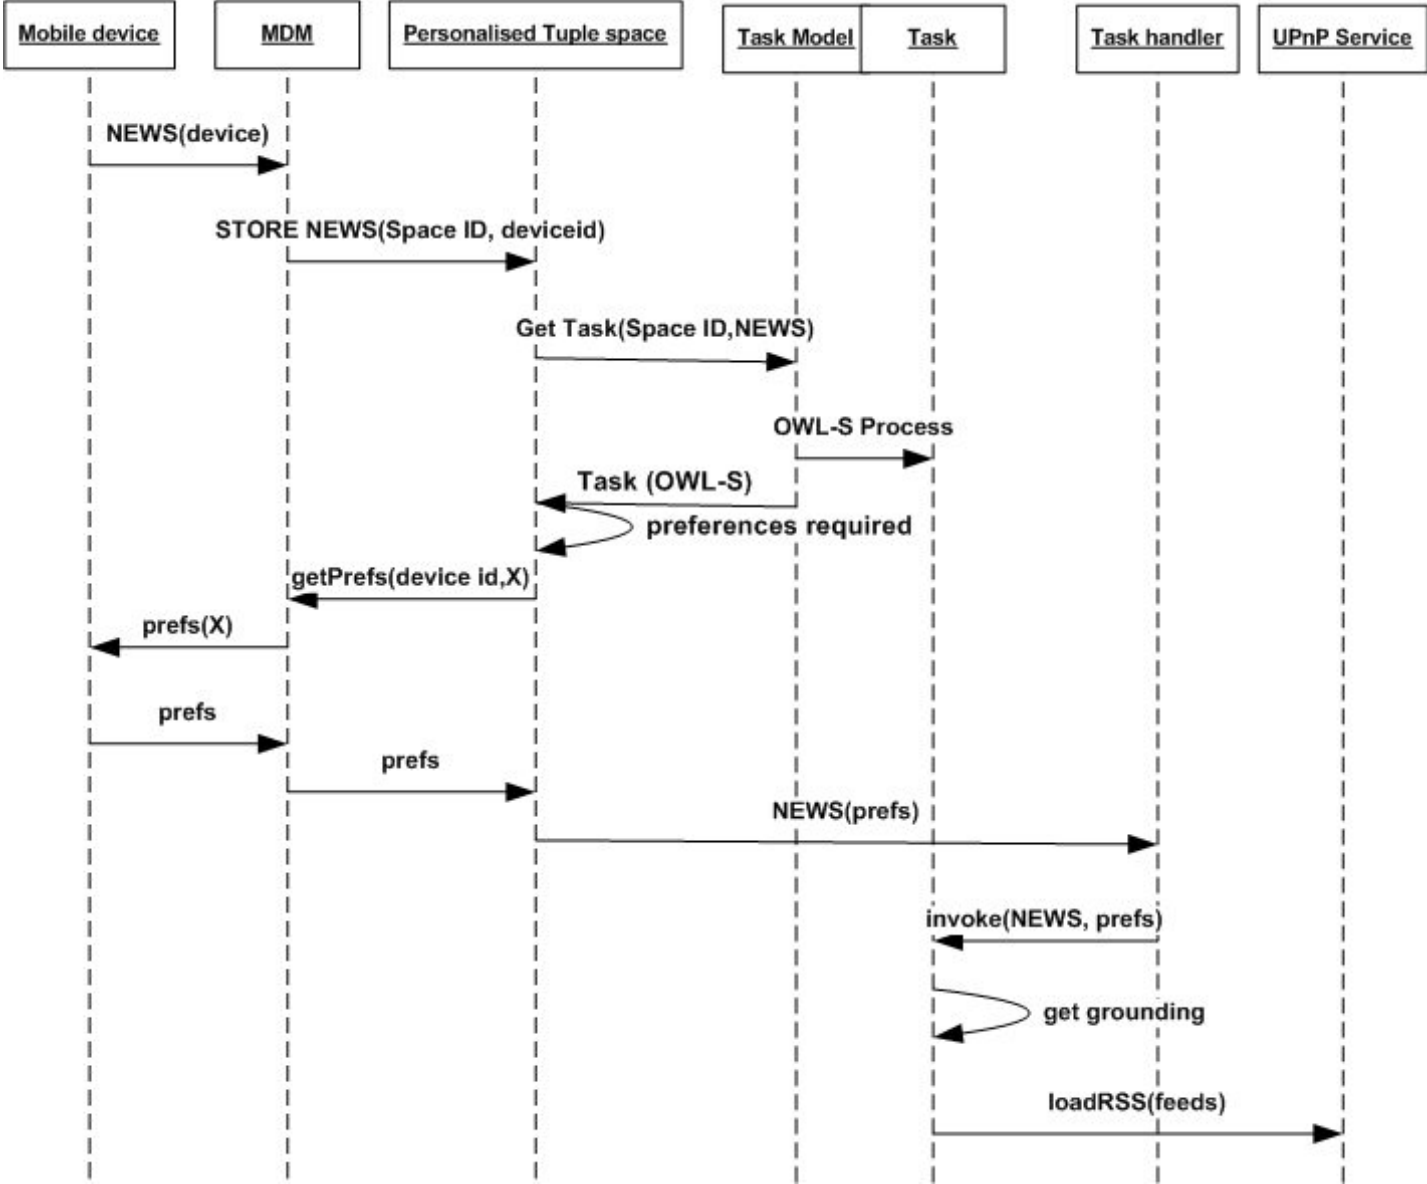 Mobile device
MDM
Personalised Tuple space
Task Model
Task
Task handler
UPnP Service
NEWS(device)
STORE NEWS(Space ID, deviceid)
Get Task(Space ID,NEWS)
OWL-S Process
Task (OWL-S)
preferences required
getPrefs(device id,X)
prefs(X)
prefs
prefs
NEWS(prefs)
invoke(NEWS, prefs)
get grounding
loadRSS(feeds)